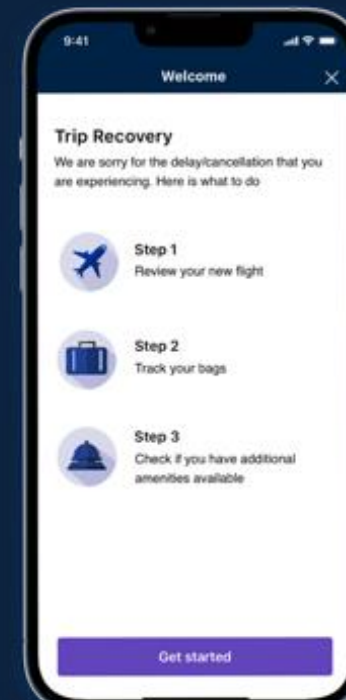 9:41
Welcome
Trip Recovery
We are sorry for the delay/cancellation that you
are experiencing. Here is what to do
Step 1
Review your new flight
Step 2
Track your bags
Step 3
Check if you have additional
amenities available
Get started